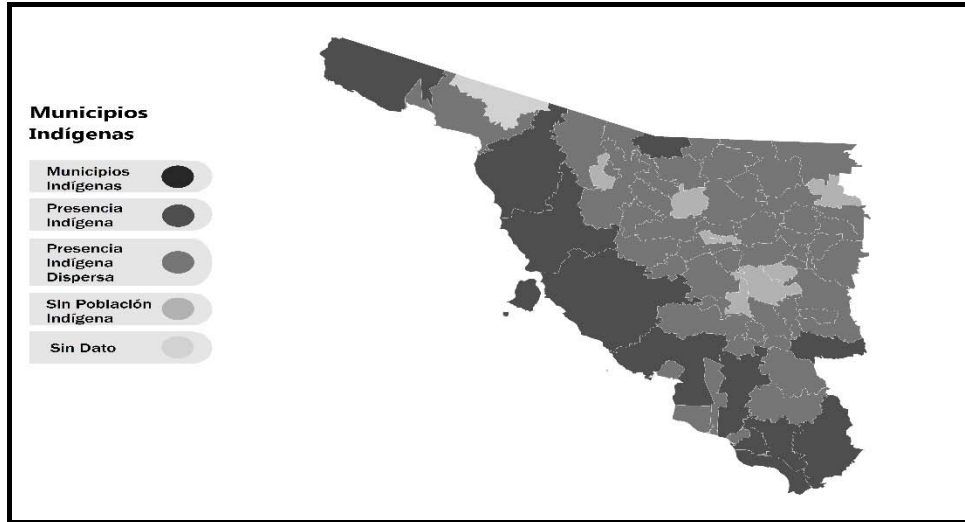 Municipios
Indígenas
Municipios
Indígenas
Presencia
Indígena
Presencia
Indígena
Dispersa
Sin Población
Indígena
Sin Dato